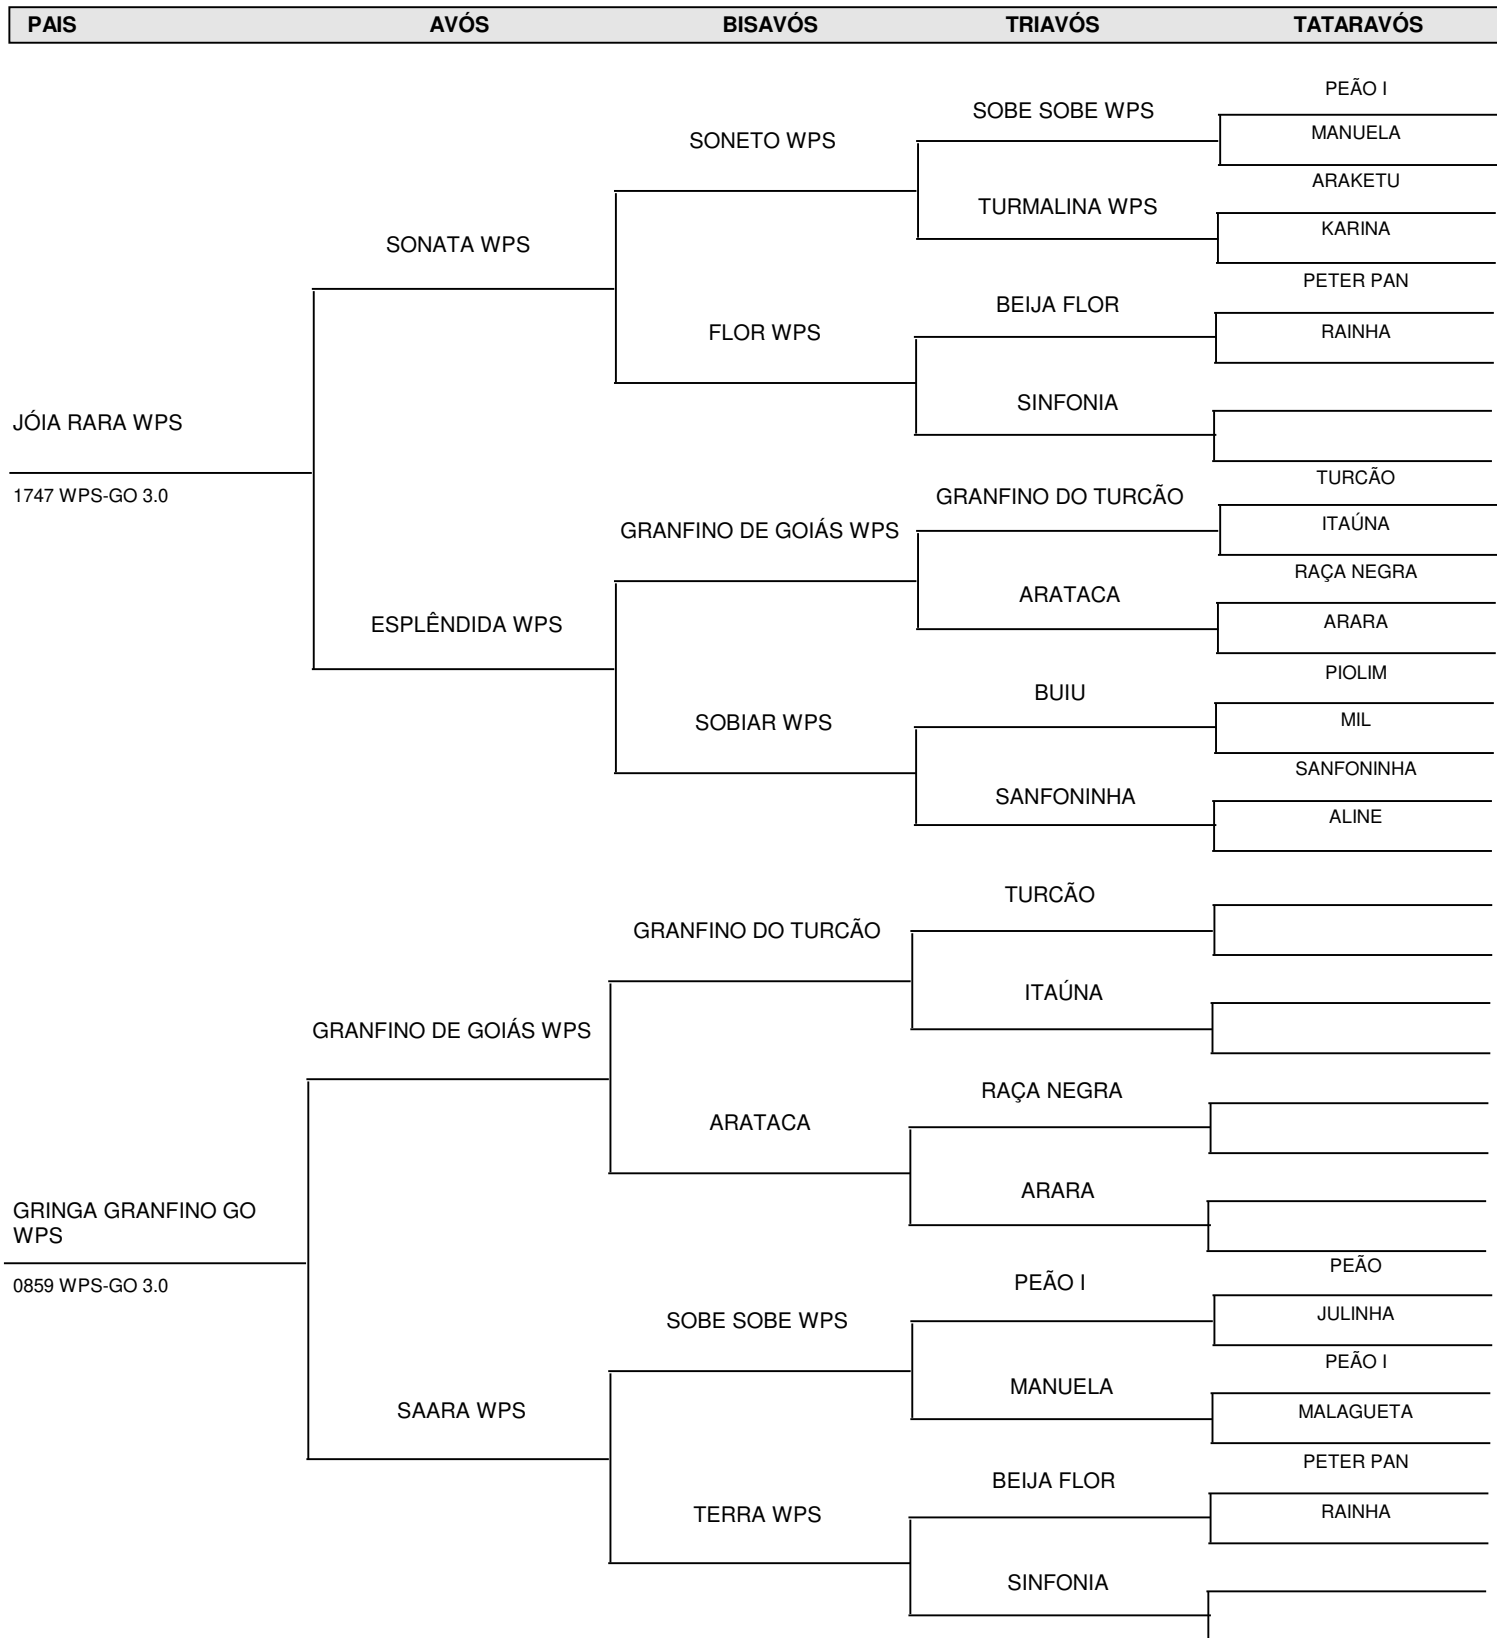 PAIS AVÓS BISAVÓS TRIAVÓS TATARAVÓS
PEÃO I
SOBE SOBE WPS
MANUELA
SONETO WPS
ARAKETU
TURMALINA WPS
KARINA
SONATA WPS
PETER PAN
BEIJA FLOR
RAINHA
FLOR WPS
SINFONIA
JÓIA RARA WPS
1747 WPS-GO 3.0
TURCÃO
GRANFINO DO TURCÃO
ITAÚNA
GRANFINO DE GOIÁS WPS
RAÇA NEGRA
ARATACA
ARARA
ESPLÊNDIDA WPS
PIOLIM
BUIU
MIL
SOBIAR WPS
SANFONINHA
SANFONINHA
ALINE
TURCÃO
GRANFINO DO TURCÃO
ITAÚNA
GRANFINO DE GOIÁS WPS
RAÇA NEGRA
ARATACA
ARARA
GRINGA GRANFINO GO
WPS
0859 WPS-GO 3.0
PEÃO
PEÃO I
JULINHA
SOBE SOBE WPS
PEÃO I
MANUELA
MALAGUETA
SAARA WPS
PETER PAN
BEIJA FLOR
RAINHA
TERRA WPS
SINFONIA